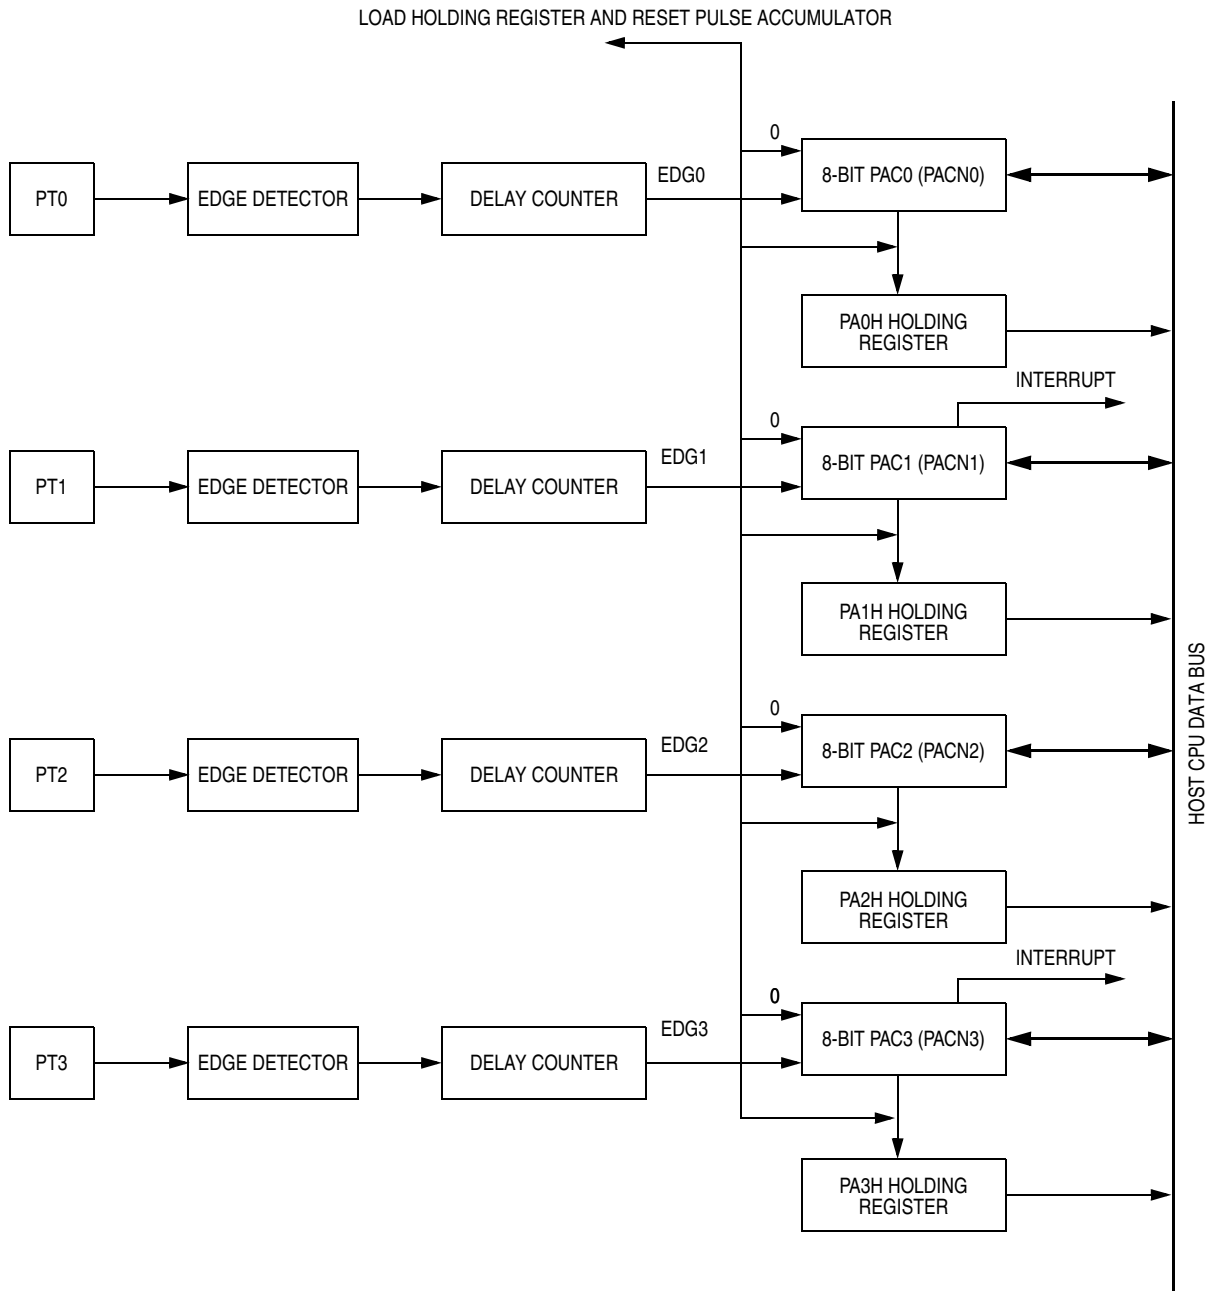 LOAD HOLDING REGISTER AND RESET PULSE ACCUMULATOR
0
PT0
EDGE DETECTOR
DELAY COUNTER
EDG0
8-BIT PAC0 (PACN0)
PA0H HOLDING
REGISTER
INTERRUPT
0
PT1
EDGE DETECTOR
DELAY COUNTER
EDG1
8-BIT PAC1 (PACN1)
PA1H HOLDING
REGISTER
HOST CPU DATA BUS
0
PT2
EDGE DETECTOR
DELAY COUNTER
EDG2
8-BIT PAC2 (PACN2)
PA2H HOLDING
REGISTER
INTERRUPT
0
PT3
EDGE DETECTOR
DELAY COUNTER
EDG3
8-BIT PAC3 (PACN3)
PA3H HOLDING
REGISTER